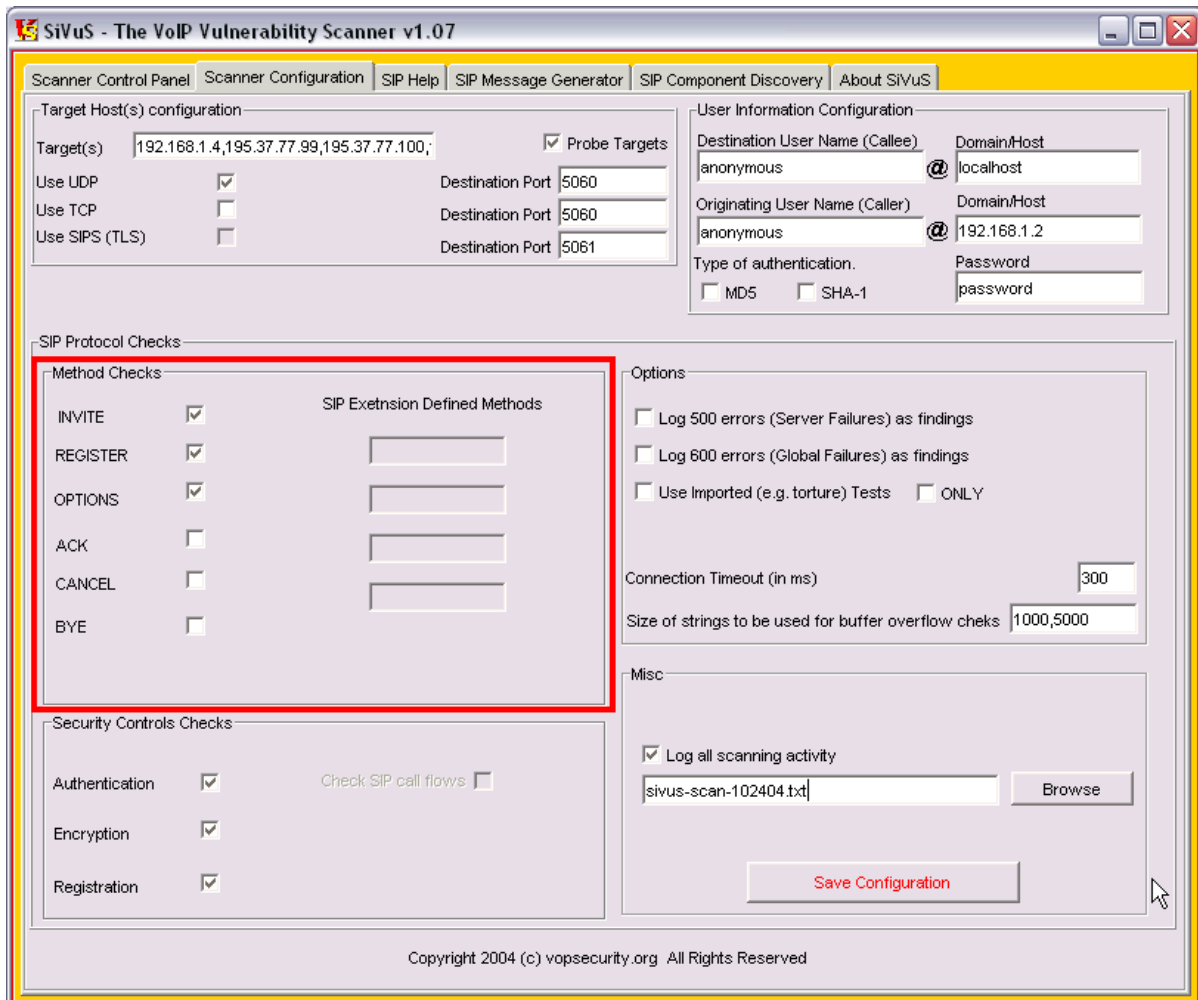 SiVuS - The VoIP Vulnerability Scanner v1.07
Scanner Control Panel
Scanner Configuration
SIP Help
SIP Message Generator
SIP Component Discovery
About SiVuS
Target Host(s) configuration
Target(s)
192.168.1.4,195.37.77.99,195.37.77.100,
Probe Targets
Use UDP
Destination Port
5060
Use TCP
Destination Port
5060
Use SIPS (TLS)
Destination Port
5061
User Information Configuration
Destination User Name (Callee)
Domain/Host
anonymous
@
localhost
Originating User Name (Caller)
Domain/Host
anonymous
@
192.168.1.2
Type of authentication.
Password
MD5
SHA-1
password
SIP Protocol Checks
Method Checks
SIP Exetnsion Defined Methods
INVITE
REGISTER
OPTIONS
ACK
CANCEL
BYE
Options
Log 500 errors (Server Failures) as findings
Log 600 errors (Global Failures) as findings
Use Imported (e.g. torture) Tests
ONLY
Connection Timeout (in ms)
300
Size of strings to be used for buffer overflow cheks
1000,5000
Security Controls Checks
Authentication
Check SIP call flows
Encryption
Registration
Misc
Log all scanning activity
sivus-scan-102404.txt
Browse
Save Configuration
Copyright 2004 (c) vopsecurity.org All Rights Reserved